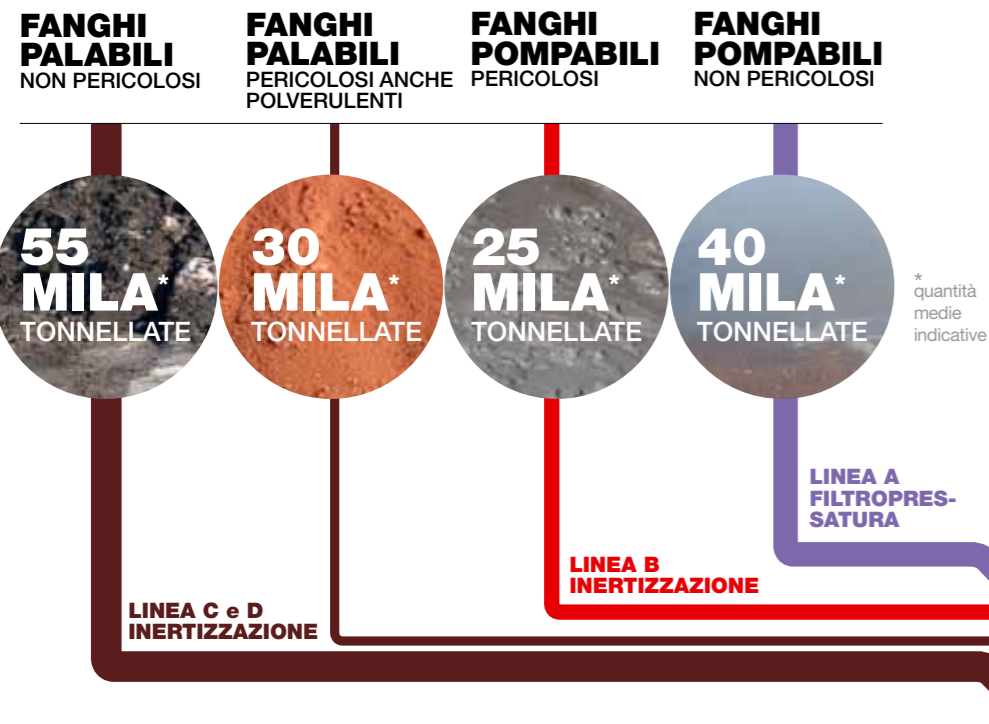 FANGHI
PALABILI
NON PERICOLOSI
FANGHI
PALABILI
PERICOLOSI ANCHE
POLVERULENTI
FANGHI
POMPABILI
PERICOLOSI
FANGHI
POMPABILI
NON PERICOLOSI
55
MILA*
TONNELLATE
30
MILA*
TONNELLATE
25
MILA*
TONNELLATE
40
MILA*
TONNELLATE
*
quantità
medie
indicative
LINEA A
FILTROPRES-
SATURA
LINEA B
INERTIZZAZIONE
LINEA C e D
INERTIZZAZIONE